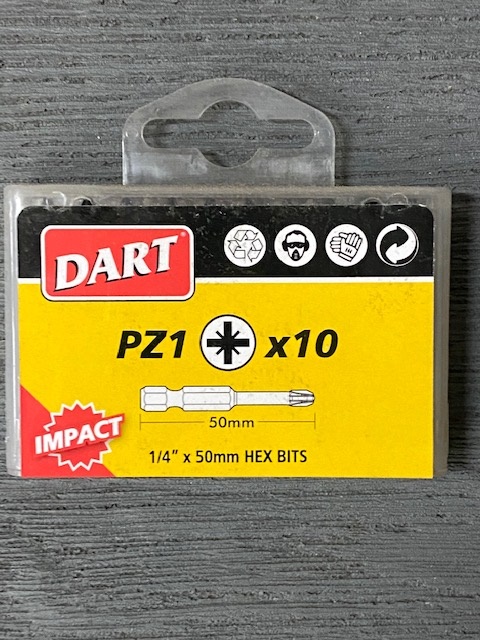 DART®
PZ1 x10
50mm
IMPACT
1/4" x 50mm HEX BITS